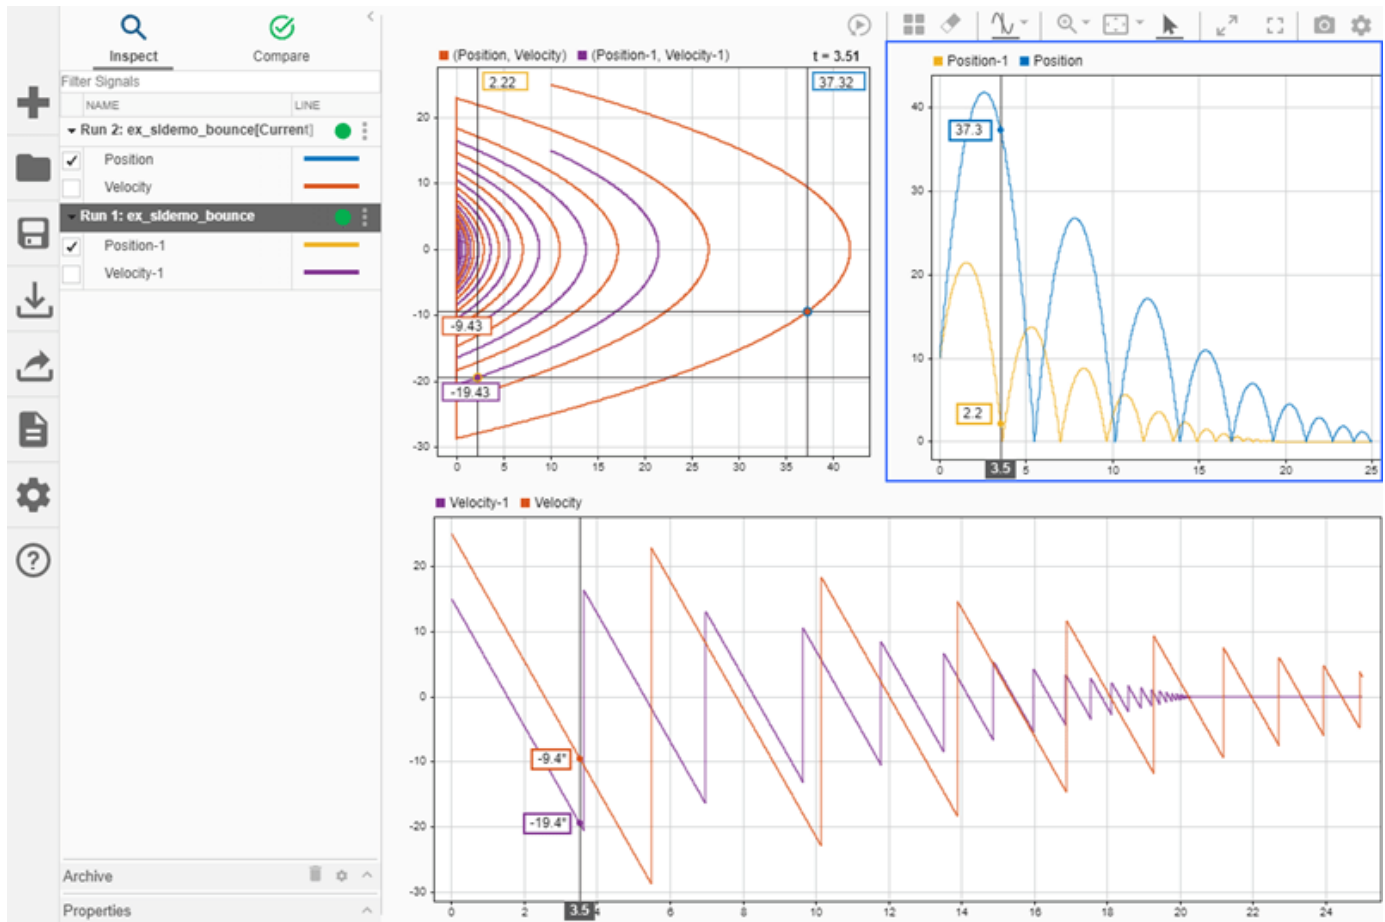 Inspect
Compare
Filter Signals
NAME LINE
Run 2: ex_sldemo_bounce[Current]
Position
Velocity
Run 1: ex_sldemo_bounce
Position-1
Velocity-1
Archive
Properties
(Position, Velocity) (Position-1, Velocity-1) t = 3.51
2.22 37.32
20
10
0
-10
-9.43
-20
-19.43
-30
0 5 10 15 20 25 30 35 40
Position-1 Position
40
37.3
30
20
10
2.2
0
0 3.5 5 10 15 20 25
Velocity-1 Velocity
20
10
0
-9.4*
-10
-19.4*
-20
-30
0 2 3.5 4 6 8 10 12 14 16 18 20 22 24